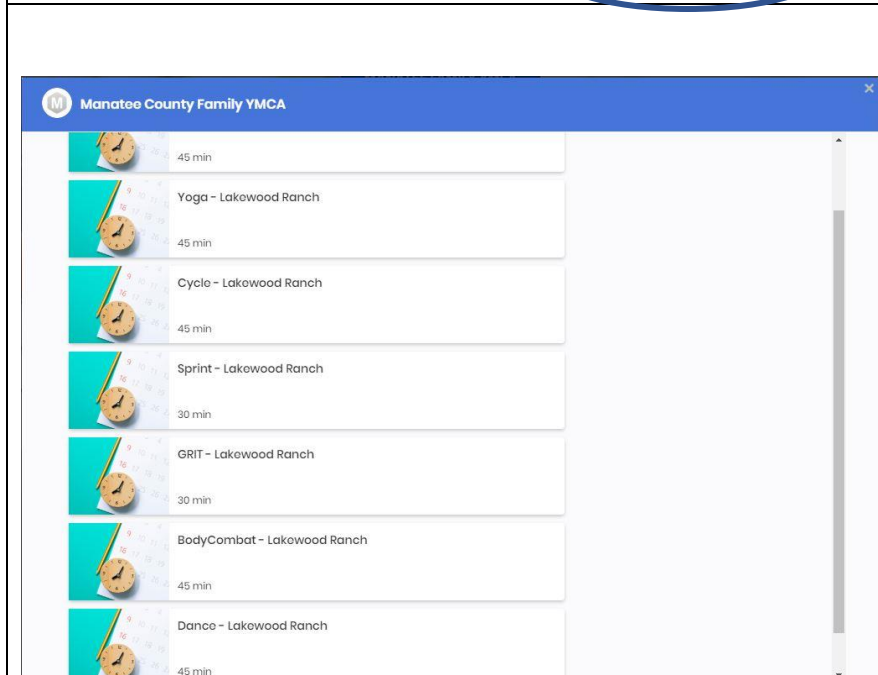 M Manatee County Family YMCA
45 min
Yoga - Lakewood Ranch
45 min
Cycle - Lakewood Ranch
45 min
Sprint - Lakewood Ranch
30 min
GRIT - Lakewood Ranch
30 min
BodyCombat - Lakewood Ranch
45 min
Dance - Lakewood Ranch
45 min